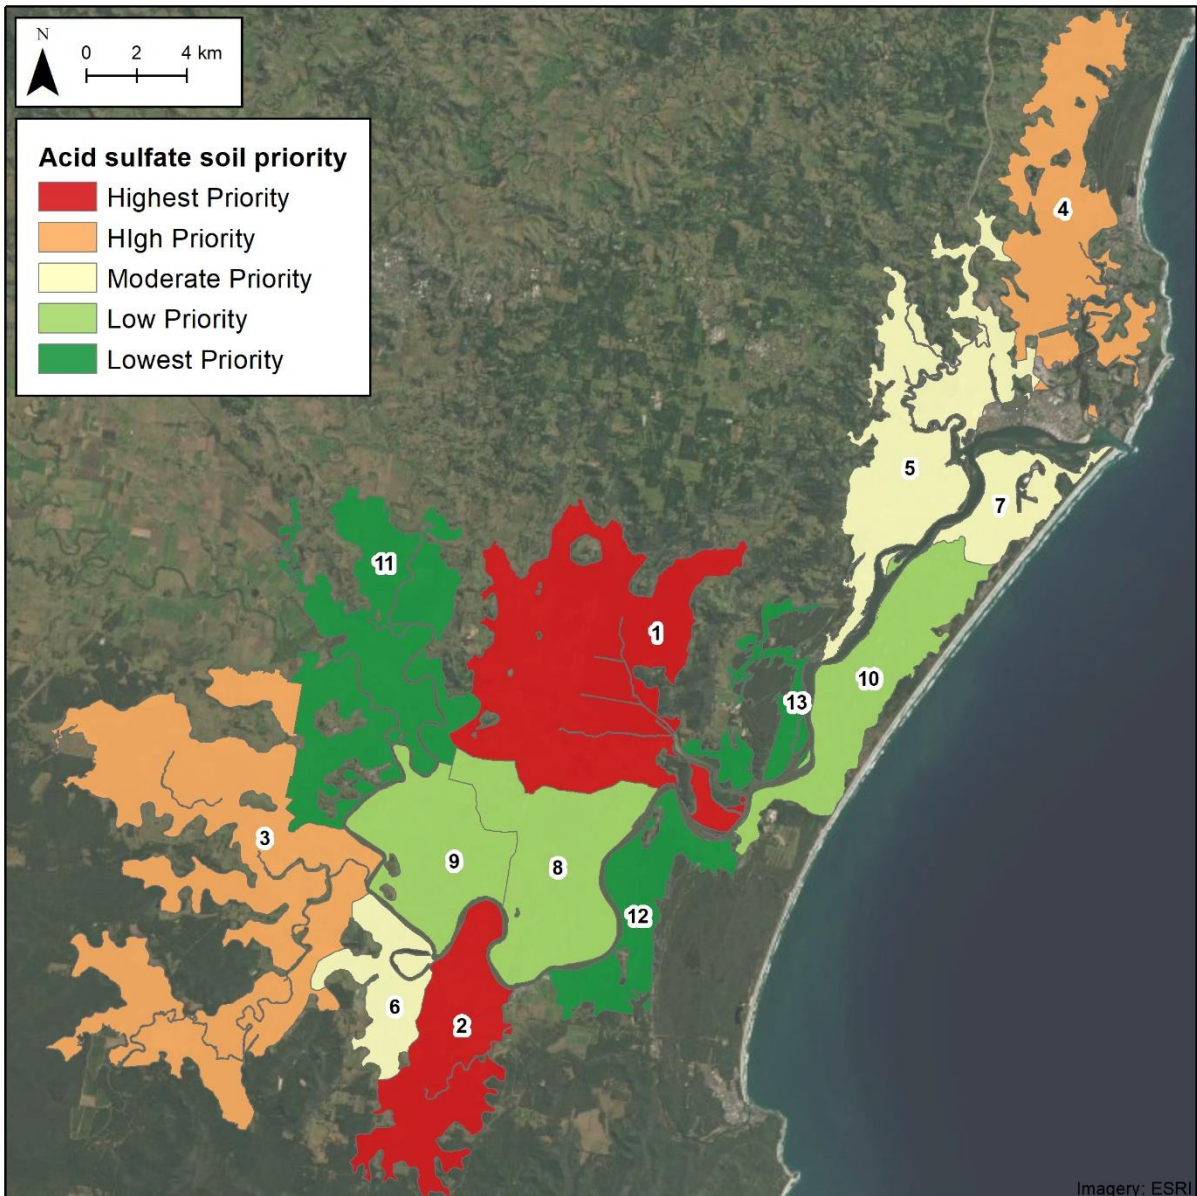 N
0 2 4 km
Acid sulfate soil priority
Highest Priority
HIgh Priority
Moderate Priority
Low Priority
Lowest Priority
4
5
7
11
1
10
13
3
9
8
12
6
2
Imagery: ESRI